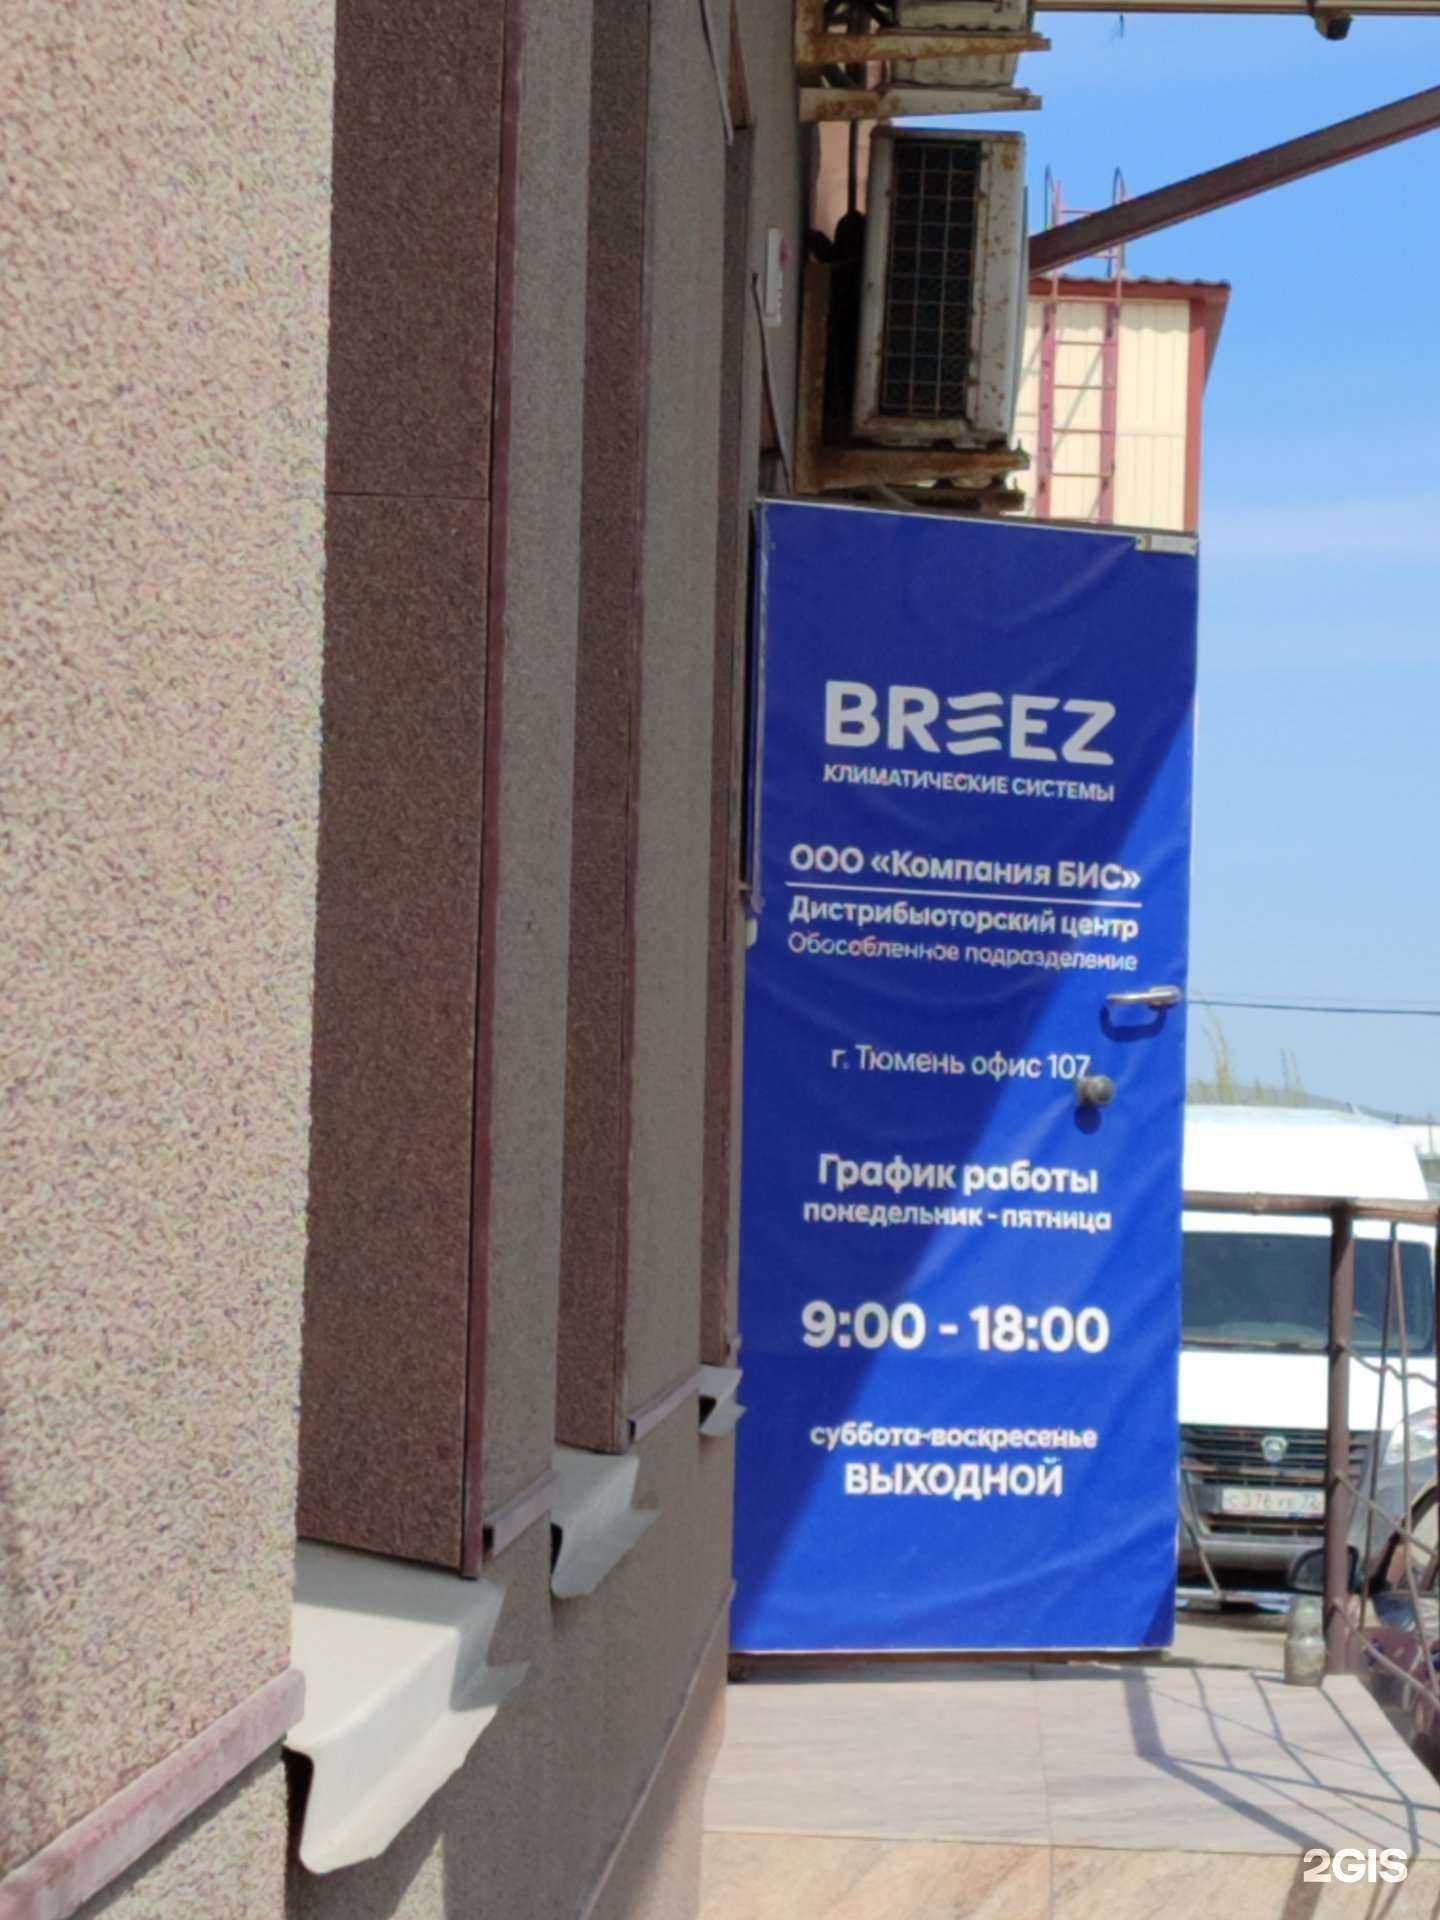 BREEZ
КЛИМАТИЧЕСКИЕ СИСТЕМЫ
ООО «Компания БИС»
Дистрибьюторский центр
Обособленное подразделение
г. Тюмень офис 107
График работы
понедельник - пятница
9:00 - 18:00
суббота-воскресенье
ВЫХОДНОЙ
2GIS